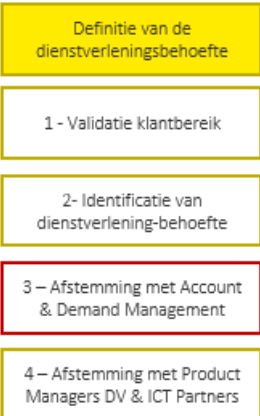 Definitie van de
dienstverleningsbehoefte
1 - Validatie klantbereik
2- Identificatie van
dienstverlening-behoefte
3 – Afstemming met Account
& Demand Management
4 – Afstemming met Product
Managers DV & ICT Partners